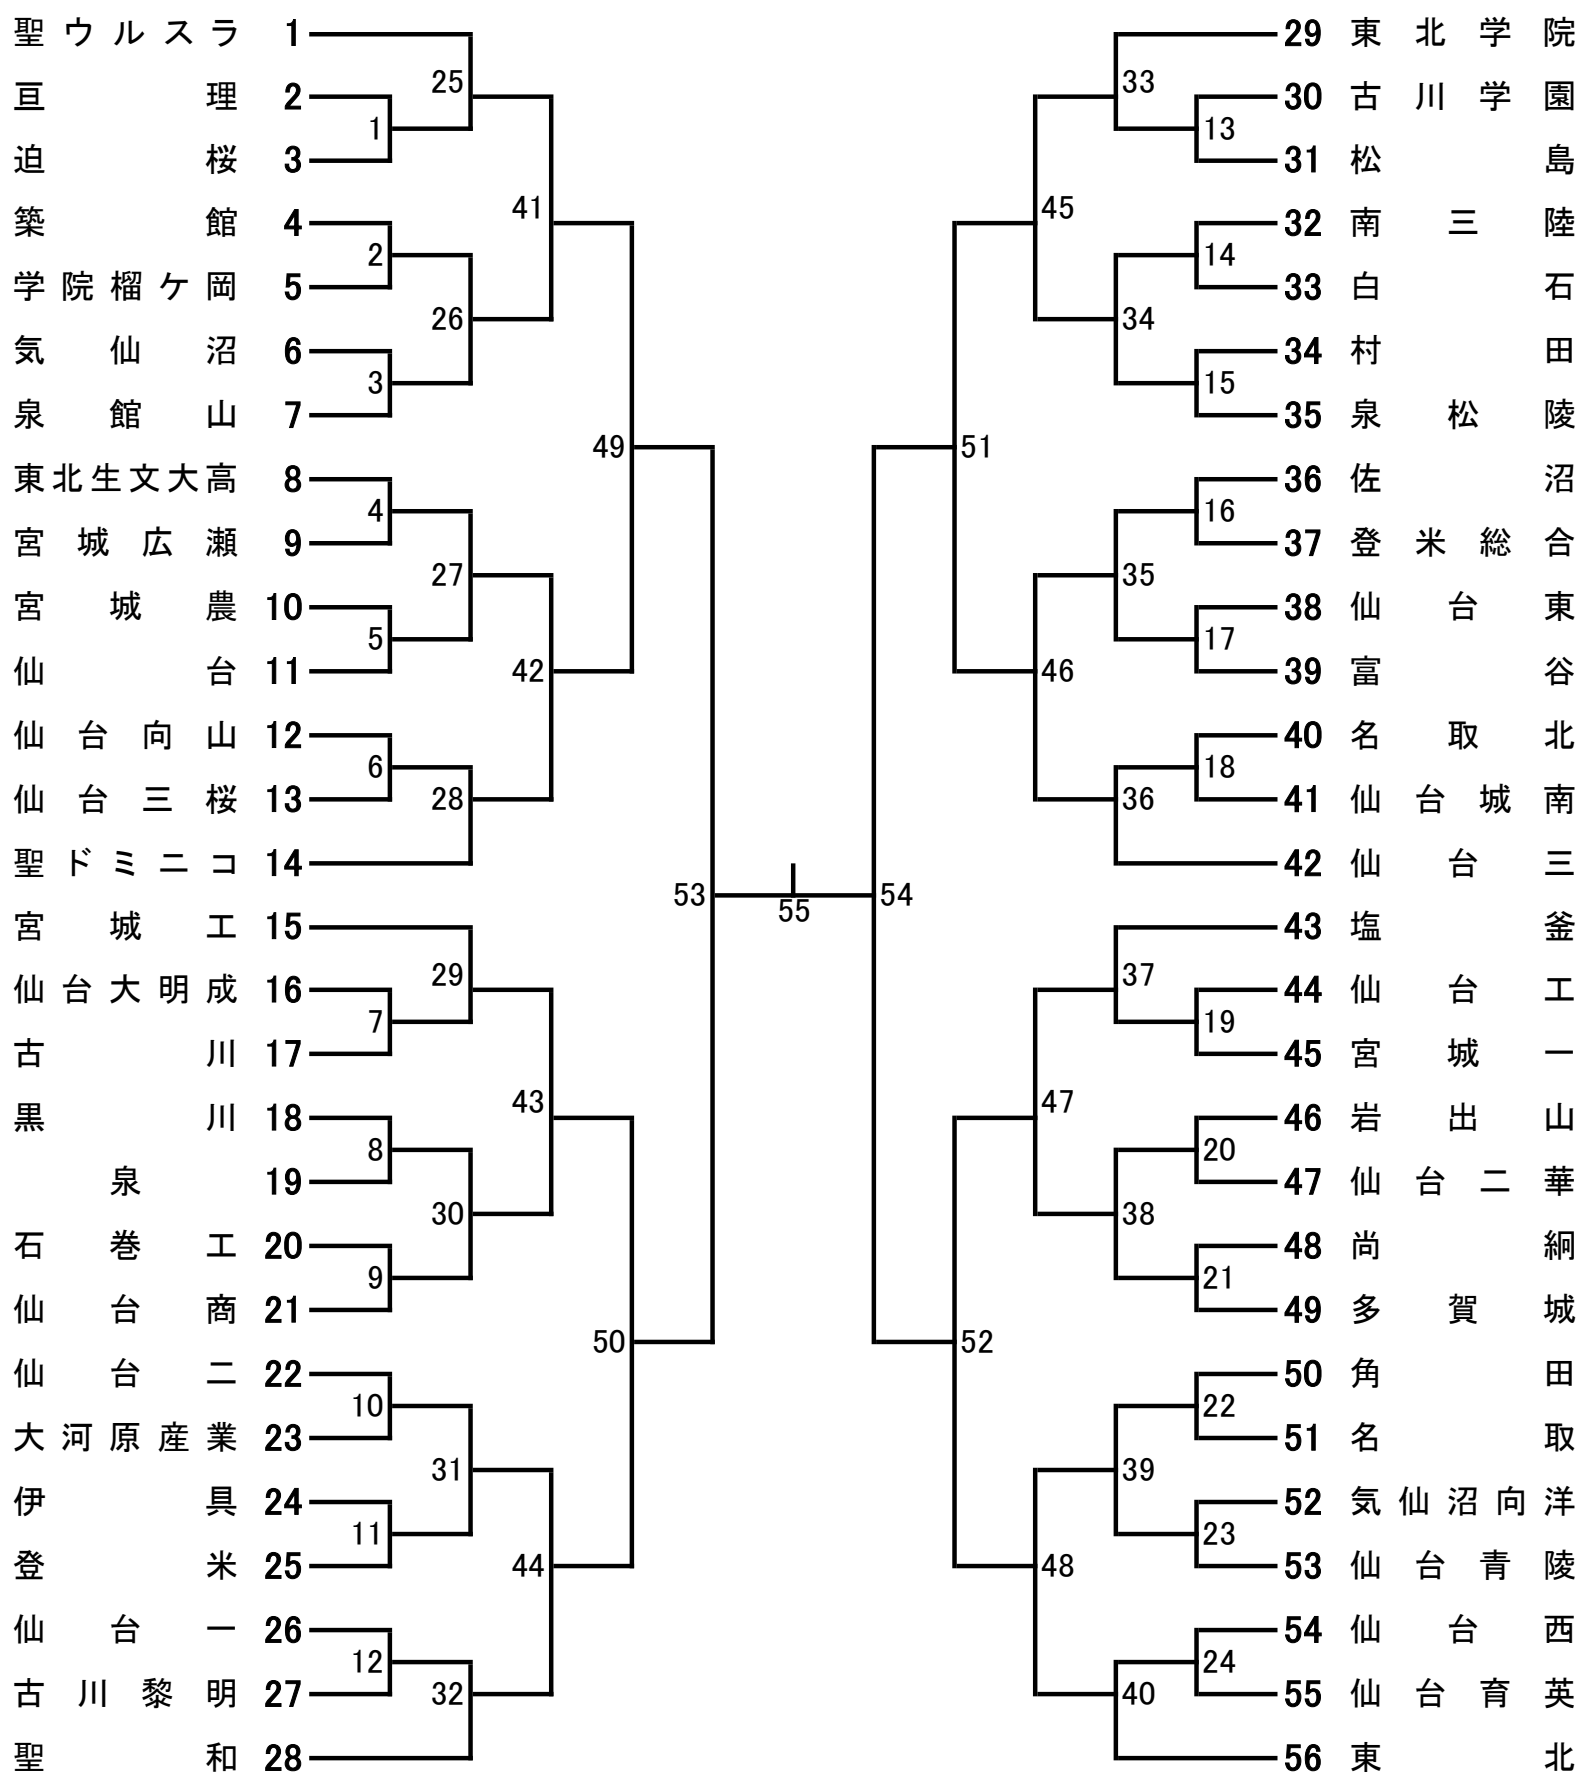 聖ウルスラ 1
亘理 2
迫桜 3
築館 4
学院榴ケ岡 5
気仙沼 6
泉館山 7
東北生文大高 8
宮城広瀬 9
宮城農 10
仙台 11
仙台向山 12
仙台三桜 13
聖ドミニコ 14
宮城工 15
仙台大明成 16
古川 17
黒川 18
泉 19
石巻工 20
仙台商 21
仙台二 22
大河原産業 23
伊具 24
登米 25
仙台一 26
古川黎明 27
聖和 28
1
2
3
4
5
6
7
8
9
10
11
12
25
26
27
28
29
30
31
32
41
42
43
44
49
50
53
55
54
51
52
45
46
47
48
33
34
35
36
37
38
39
40
13
14
15
16
17
18
19
20
21
22
23
24
29 東北学院
30 古川学園
31 松島
32 南三陸
33 白石
34 村田
35 泉松陵
36 佐沼
37 登米総合
38 仙台東
39 富谷
40 名取北
41 仙台城南
42 仙台三
43 塩釜
44 仙台工
45 宮城一
46 岩出山
47 仙台二華
48 尚絅
49 多賀城
50 角田
51 名取
52 気仙沼向洋
53 仙台青陵
54 仙台西
55 仙台育英
56 東北